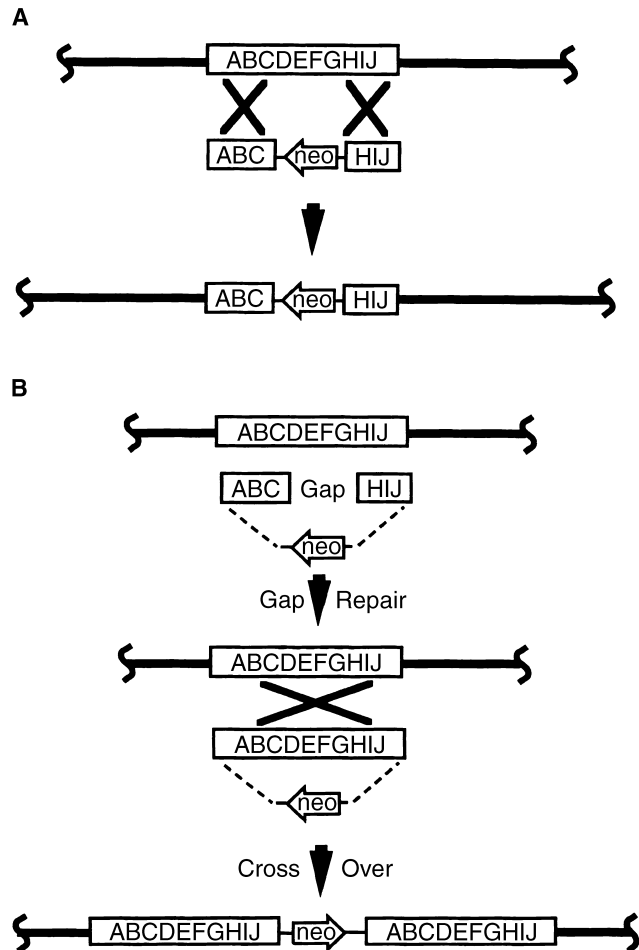 A
ABCDEFGHIJ
ABC neo HIJ
ABC neo HIJ
B
ABCDEFGHIJ
ABC Gap HIJ
neo
Gap Repair
ABCDEFGHIJ
ABCDEFGHIJ
neo
Cross Over
ABCDEFGHIJ neo ABCDEFGHIJ